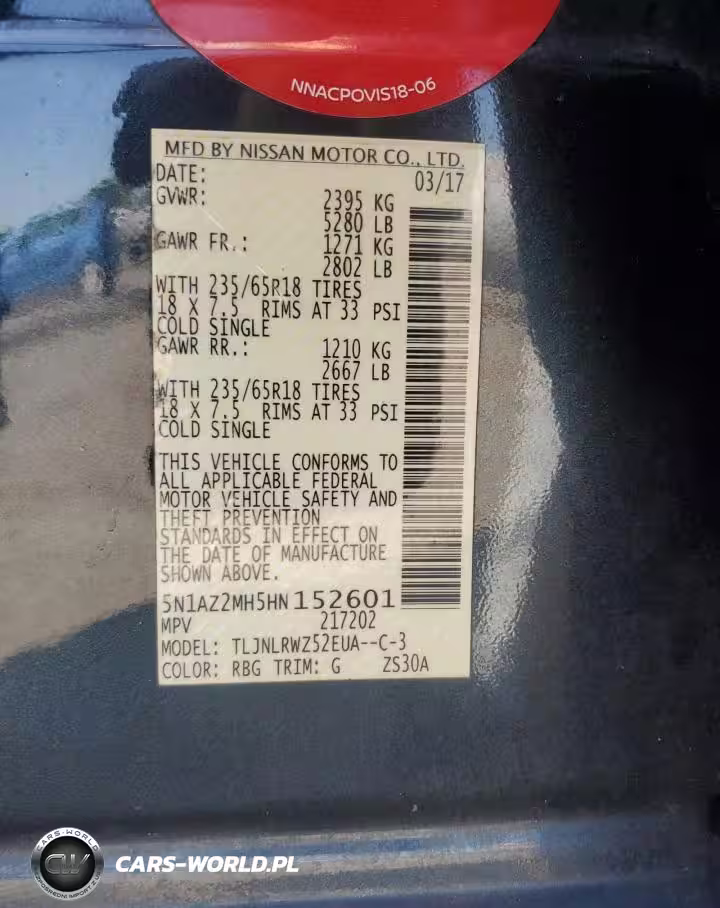 NNACPOVIS18-06
MFD BY NISSAN MOTOR CO., LTD.
DATE: 03/17
GVWR: 2395 KG
5280 LB
GAWR FR.: 1271 KG
2802 LB
WITH 235/65R18 TIRES
18 X 7.5 RIMS AT 33 PSI
COLD SINGLE
GAWR RR.: 1210 KG
2667 LB
WITH 235/65R18 TIRES
18 X 7.5 RIMS AT 33 PSI
COLD SINGLE
THIS VEHICLE CONFORMS TO
ALL APPLICABLE FEDERAL
MOTOR VEHICLE SAFETY AND
THEFT PREVENTION
STANDARDS IN EFFECT ON
THE DATE OF MANUFACTURE
SHOWN ABOVE.
5N1AZ2MH5HN152601
MPV 217202
MODEL: TLJNLRWZ52EUA--C-3
COLOR: RBG TRIM: G ZS30A
CARS-WORLD
CW
CARS-WORLD.PL